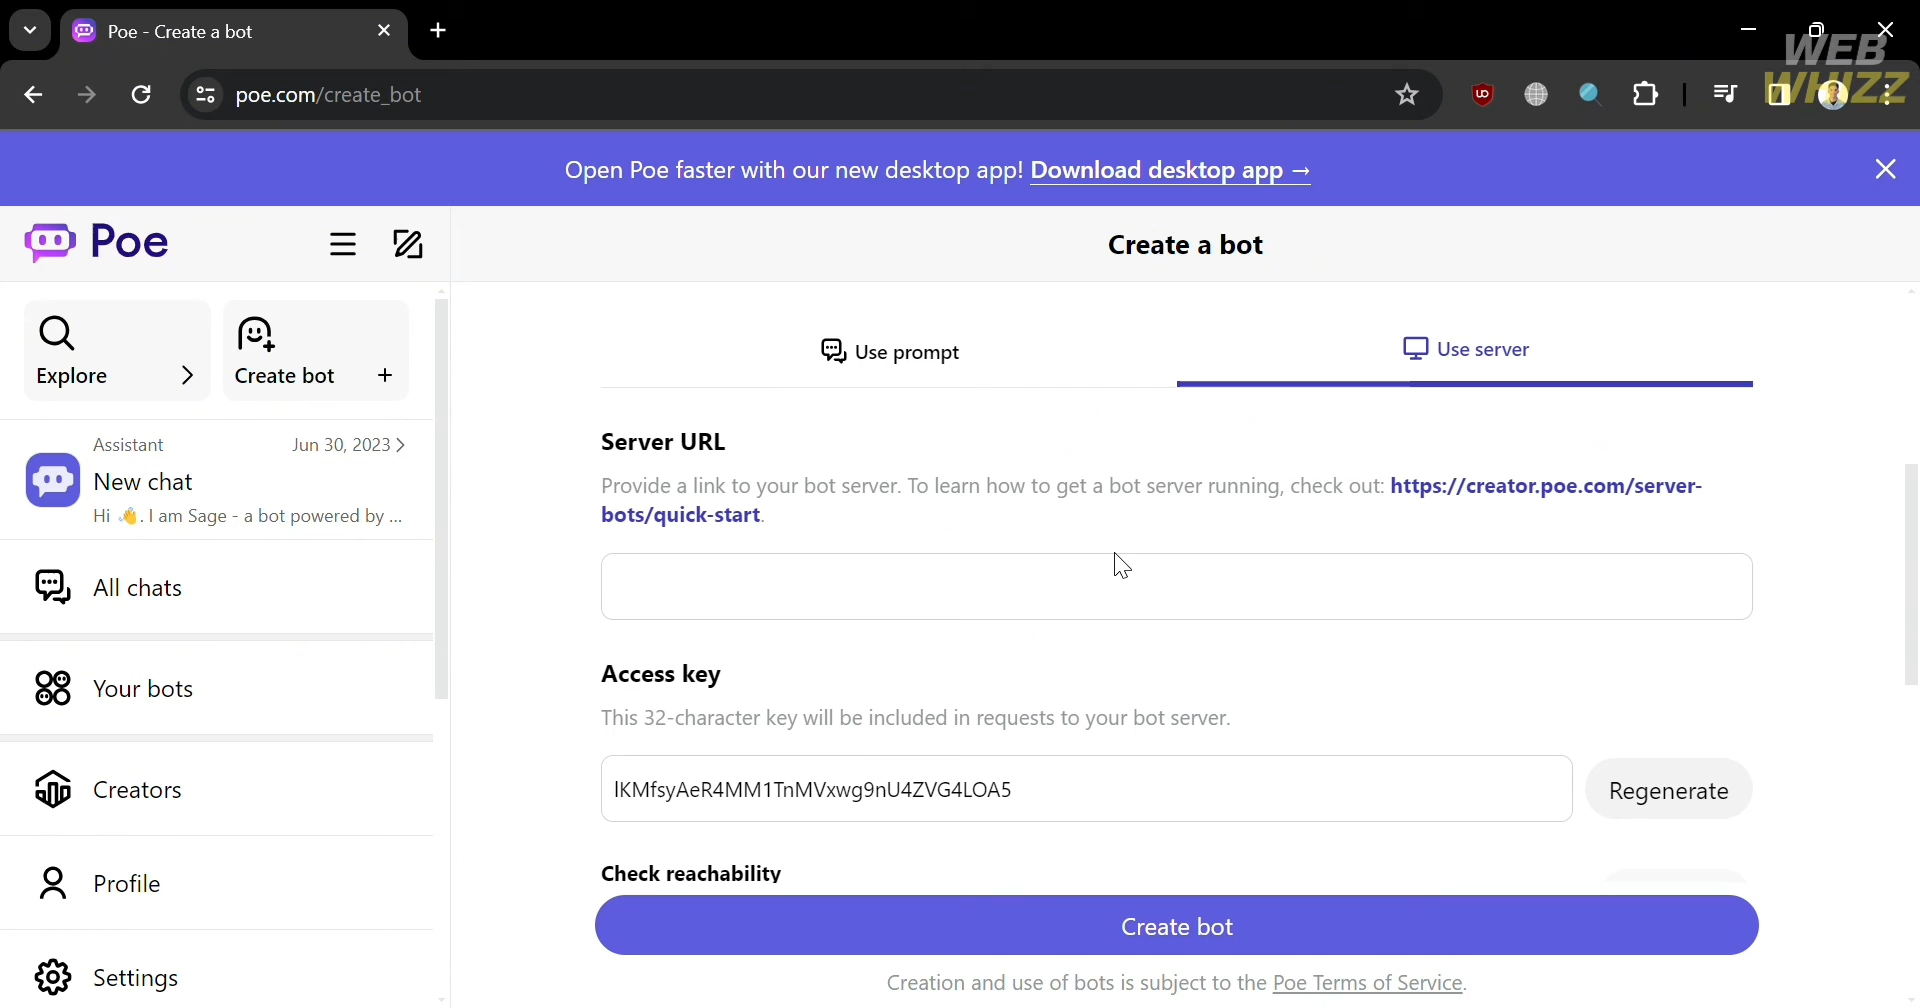 Poe - Create a bot
WEB
WHIZZ
poe.com/create_bot
Open Poe faster with our new desktop app! Download desktop app →
Poe
Create a bot
Explore
Create bot
Use prompt
Use server
Assistant
Jun 30, 2023
New chat
Hi 👋. I am Sage - a bot powered by ...
All chats
Your bots
Creators
Profile
Settings
Server URL
Provide a link to your bot server. To learn how to get a bot server running, check out: https://creator.poe.com/server-
bots/quick-start.
Access key
This 32-character key will be included in requests to your bot server.
IKMfsyAeR4MM1TnMVxwg9nU4ZVG4LOA5
Regenerate
Check reachability
Create bot
Creation and use of bots is subject to the Poe Terms of Service.